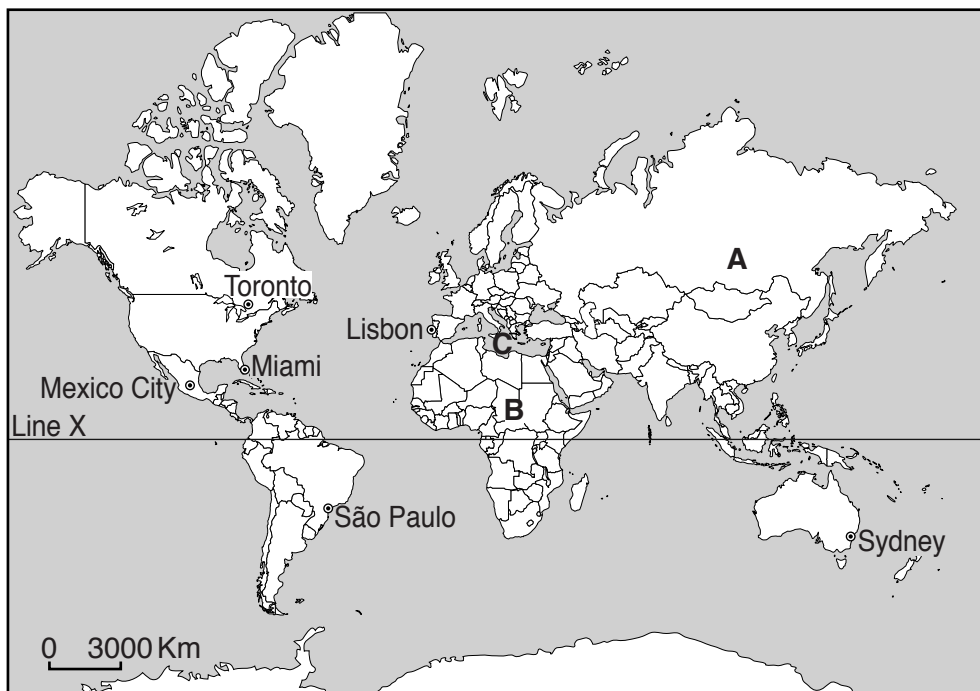 A
Toronto
Lisbon
C
Miami
Mexico City
B
Line X
São Paulo
Sydney
0 3000 Km